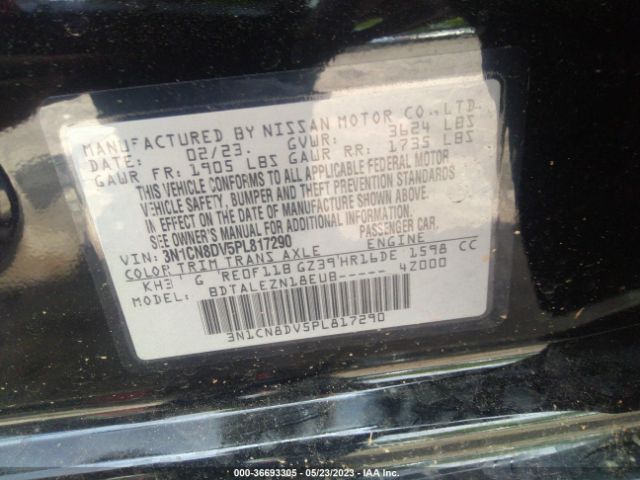 MANUFACTURED BY NISSAN MOTOR CO., LTD.
DATE: 02/23. GVWR: 3624 LBS
GAWR FR: 1905 LBS GAWR RR: 1735 LBS
THIS VEHICLE CONFORMS TO ALL APPLICABLE FEDERAL MOTOR
VEHICLE SAFETY, BUMPER AND THEFT PREVENTION STANDARDS
IN EFFECT ON THE DATE OF MANUFACTURE SHOWN ABOVE.
SEE OWNER'S MANUAL FOR ADDITIONAL INFORMATION.
VIN: 3N1CN8DV5PL817290 PASSENGER CAR.
COLOR TRIM TRANS AXLE ENGINE
KH3 G RE0F11B GZ39 HR16DE 1598 CC
MODEL: BDTALEZN18EUB----- 42000
3N1CN8DV5PL817290
000-36693305 - 05/23/2023 - IAA Inc.